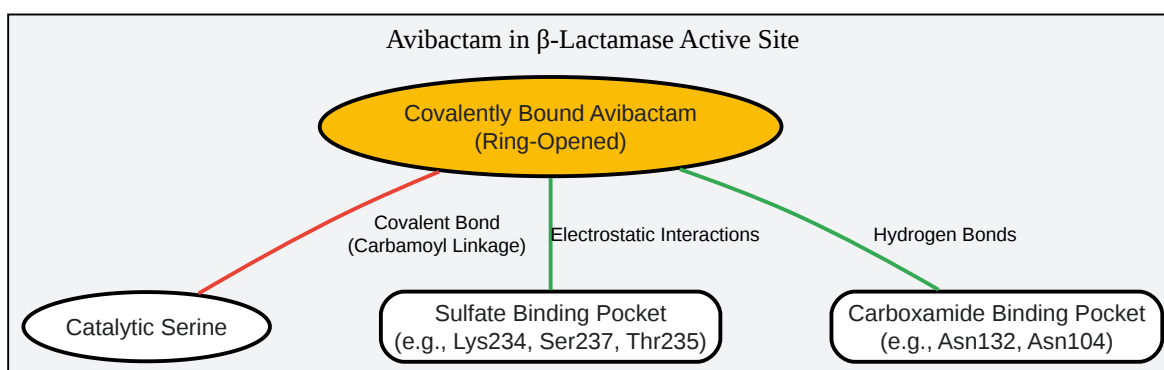 Avibactam in β-Lactamase Active Site
Covalently Bound Avibactam
(Ring-Opened)
Covalent Bond
(Carbamoyl Linkage)
Electrostatic Interactions
Hydrogen Bonds
Catalytic Serine
Sulfate Binding Pocket
(e.g., Lys234, Ser237, Thr235)
Carboxamide Binding Pocket
(e.g., Asn132, Asn104)